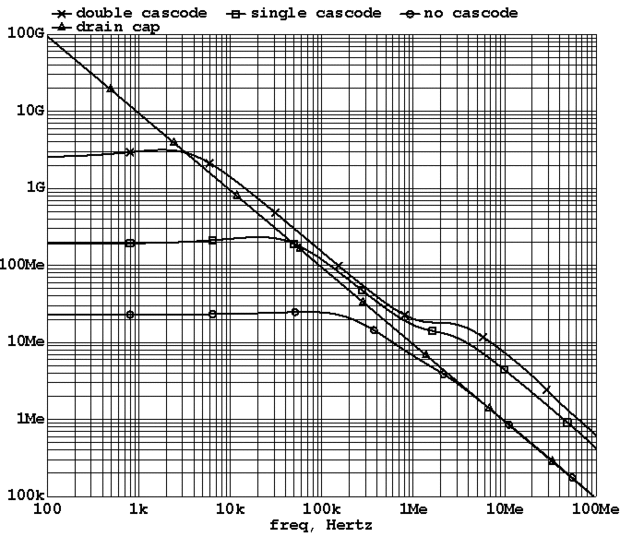 double cascode single cascode no cascode
drain cap
100G
10G
1G
100Me
10Me
1Me
100k
100 1k 10k 100k 1Me 10Me 100Me
freq, Hertz